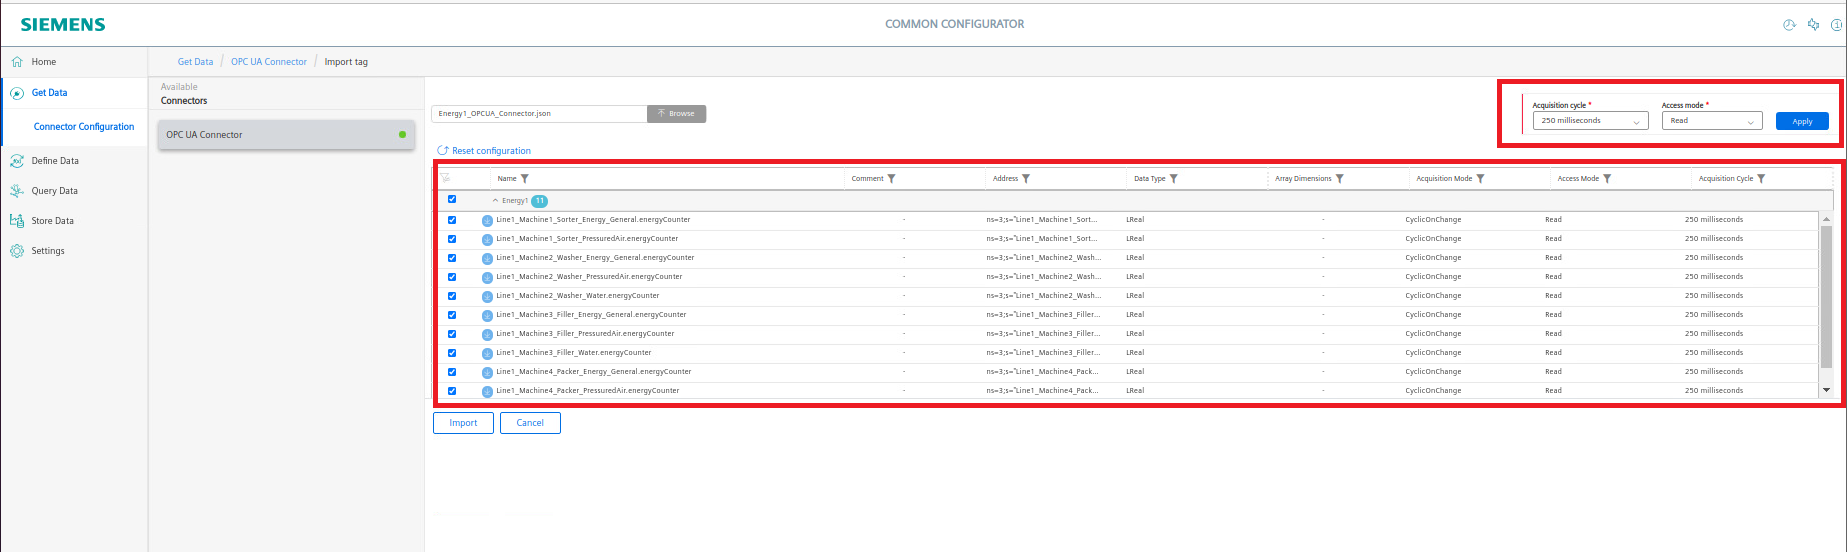 SIEMENS
COMMON CONFIGURATOR
Home
Get Data
Connector Configuration
Define Data
Query Data
Store Data
Settings
Get Data / OPC UA Connector / Import tag
Available
Connectors
OPC UA Connector
Energy1_OPCUA_Connector.json Browse
Acquisition cycle * Access mode *
250 milliseconds Read Apply
Reset configuration
Name Comment Address Data Type Array Dimensions Acquisition Mode Access Mode Acquisition Cycle
Energy1 11
Line1_Machine1_Sorter_Energy_General.energyCounter - ns=3;s="Line1_Machine1_Sort... LReal - CyclicOnChange Read 250 milliseconds
Line1_Machine1_Sorter_PressuredAir.energyCounter - ns=3;s="Line1_Machine1_Sort... LReal - CyclicOnChange Read 250 milliseconds
Line1_Machine2_Washer_Energy_General.energyCounter - ns=3;s="Line1_Machine2_Wash... LReal - CyclicOnChange Read 250 milliseconds
Line1_Machine2_Washer_PressuredAir.energyCounter - ns=3;s="Line1_Machine2_Wash... LReal - CyclicOnChange Read 250 milliseconds
Line1_Machine2_Washer_Water.energyCounter - ns=3;s="Line1_Machine2_Wash... LReal - CyclicOnChange Read 250 milliseconds
Line1_Machine3_Filler_Energy_General.energyCounter - ns=3;s="Line1_Machine3_Filler... LReal - CyclicOnChange Read 250 milliseconds
Line1_Machine3_Filler_PressuredAir.energyCounter - ns=3;s="Line1_Machine3_Filler... LReal - CyclicOnChange Read 250 milliseconds
Line1_Machine3_Filler_Water.energyCounter - ns=3;s="Line1_Machine3_Filler... LReal - CyclicOnChange Read 250 milliseconds
Line1_Machine4_Packer_Energy_General.energyCounter - ns=3;s="Line1_Machine4_Pack... LReal - CyclicOnChange Read 250 milliseconds
Line1_Machine4_Packer_PressuredAir.energyCounter - ns=3;s="Line1_Machine4_Pack... LReal - CyclicOnChange Read 250 milliseconds
Import Cancel